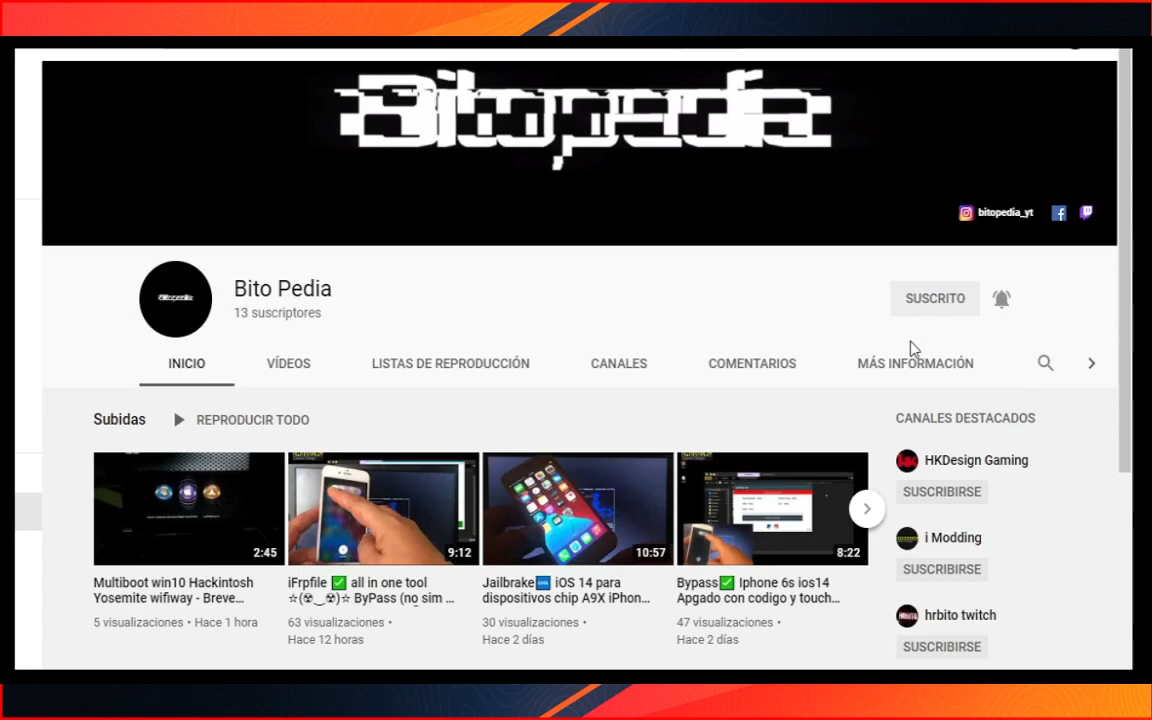 Bitopedia
bitopedia_yt
Bitopedia
Bito Pedia
13 suscriptores
SUSCRITO
INICIO
VÍDEOS
LISTAS DE REPRODUCCIÓN
CANALES
COMENTARIOS
MÁS INFORMACIÓN
Subidas
REPRODUCIR TODO
2:45
9:12
10:57
8:22
Multiboot win10 Hackintosh
Yosemite wifiway - Breve...
5 visualizaciones • Hace 1 hora
iFrpfile ✅ all in one tool
☆(☢‿☢)☆ ByPass (no sim ...
63 visualizaciones •
Hace 12 horas
Jailbreak🆒 iOS 14 para
dispositivos chip A9X iPhon...
30 visualizaciones •
Hace 2 días
Bypass✅ Iphone 6s ios14
Apgado con codigo y touch...
47 visualizaciones •
Hace 2 días
CANALES DESTACADOS
HKDesign Gaming
SUSCRIBIRSE
i Modding
SUSCRIBIRSE
hrbito twitch
SUSCRIBIRSE